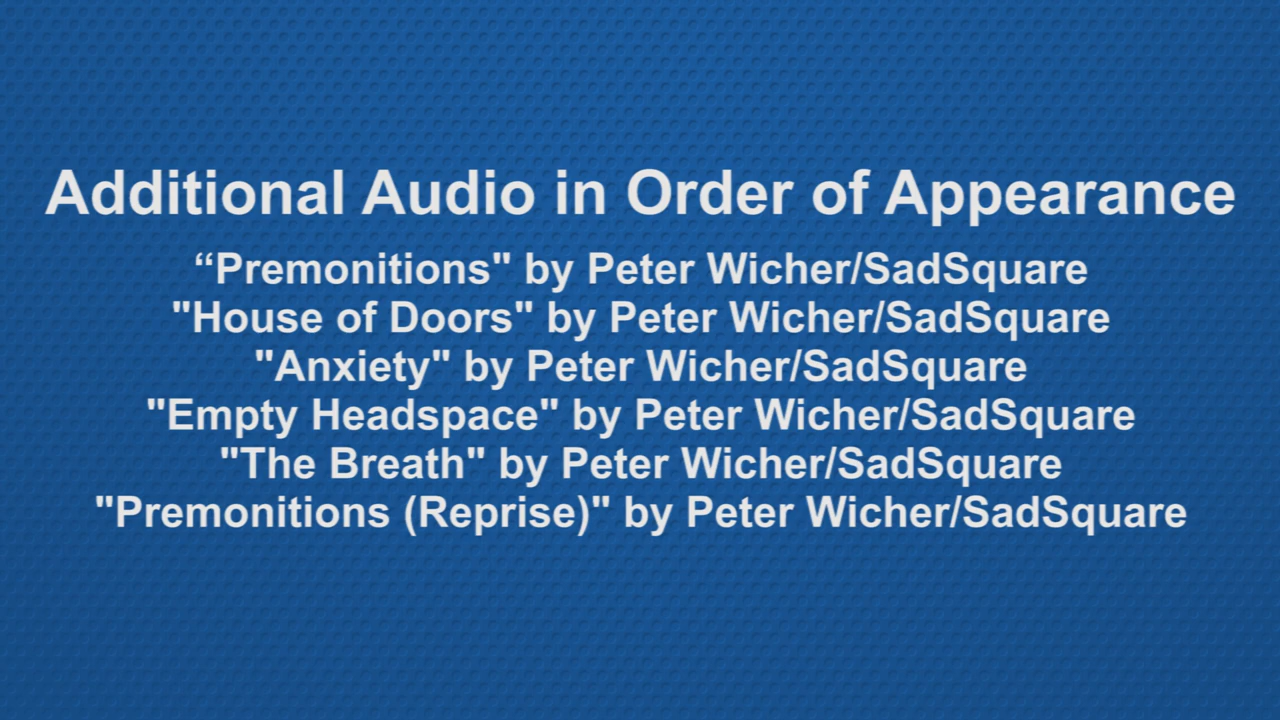 Additional Audio in Order of Appearance
“Premonitions" by Peter Wicher/SadSquare
"House of Doors" by Peter Wicher/SadSquare
"Anxiety" by Peter Wicher/SadSquare
"Empty Headspace" by Peter Wicher/SadSquare
"The Breath" by Peter Wicher/SadSquare
"Premonitions (Reprise)" by Peter Wicher/SadSquare